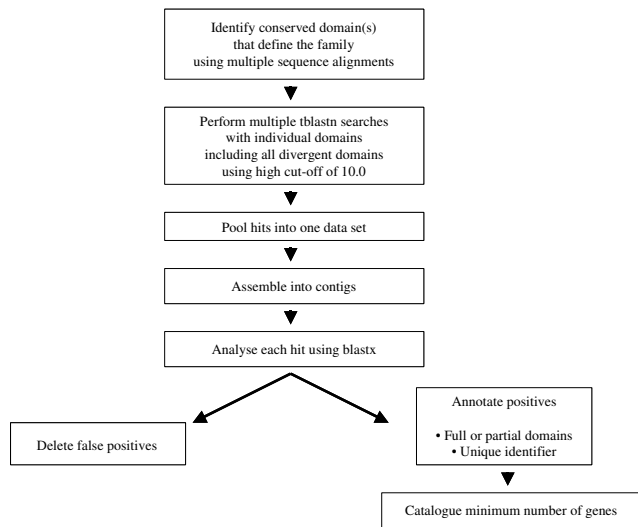 Identify conserved domain(s)
that define the family
using multiple sequence alignments
Perform multiple tblastn searches
with individual domains
including all divergent domains
using high cut-off of 10.0
Pool hits into one data set
Assemble into contigs
Analyse each hit using blastx
Delete false positives
Annotate positives
• Full or partial domains
• Unique identifier
Catalogue minimum number of genes